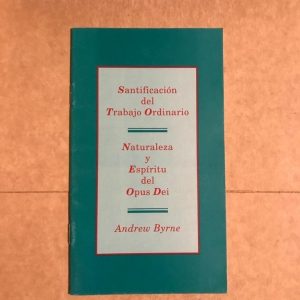 Santificación
del
Trabajo Ordinario
Naturaleza
y
Espíritu
del
Opus Dei
Andrew Byrne